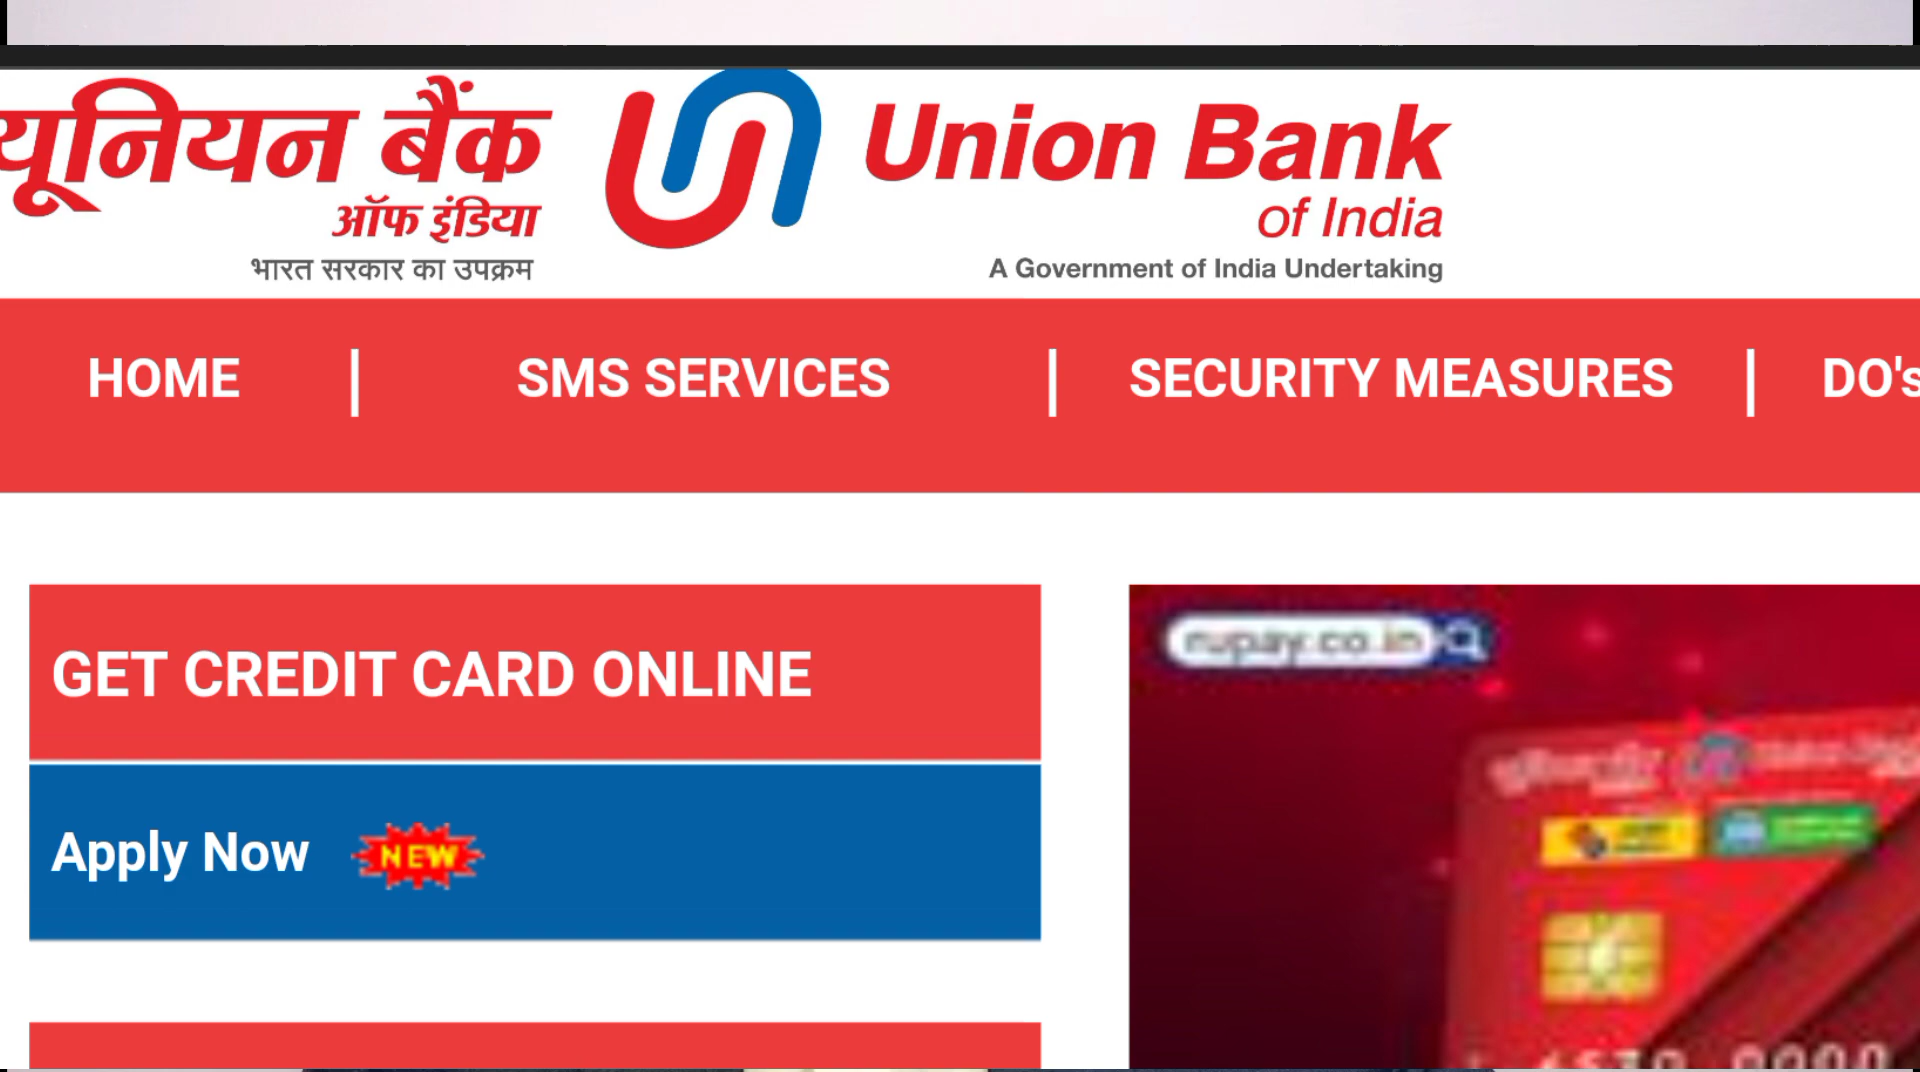 यूनियन बैंक
ऑफ इंडिया
भारत सरकार का उपक्रम
Union Bank
of India
A Government of India Undertaking
HOME | SMS SERVICES | SECURITY MEASURES | DO's
GET CREDIT CARD ONLINE
Apply Now NEW
rupay.co.in